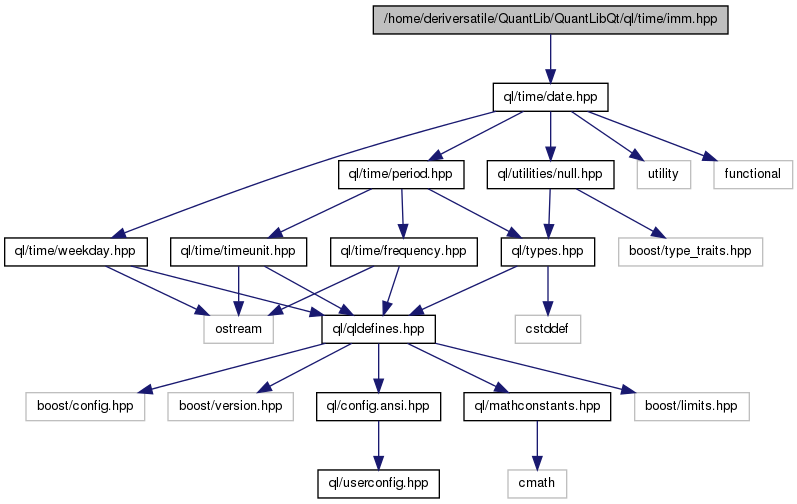 /home/deriversatile/QuantLib/QuantLibQt/ql/time/imm.hpp
ql/time/date.hpp
ql/time/period.hpp
ql/utilities/null.hpp
utility
functional
ql/time/weekday.hpp
ql/time/timeunit.hpp
ql/time/frequency.hpp
ql/types.hpp
boost/type_traits.hpp
ostream
ql/qldefines.hpp
cstddef
boost/config.hpp
boost/version.hpp
ql/config.ansi.hpp
ql/mathconstants.hpp
boost/limits.hpp
ql/userconfig.hpp
cmath